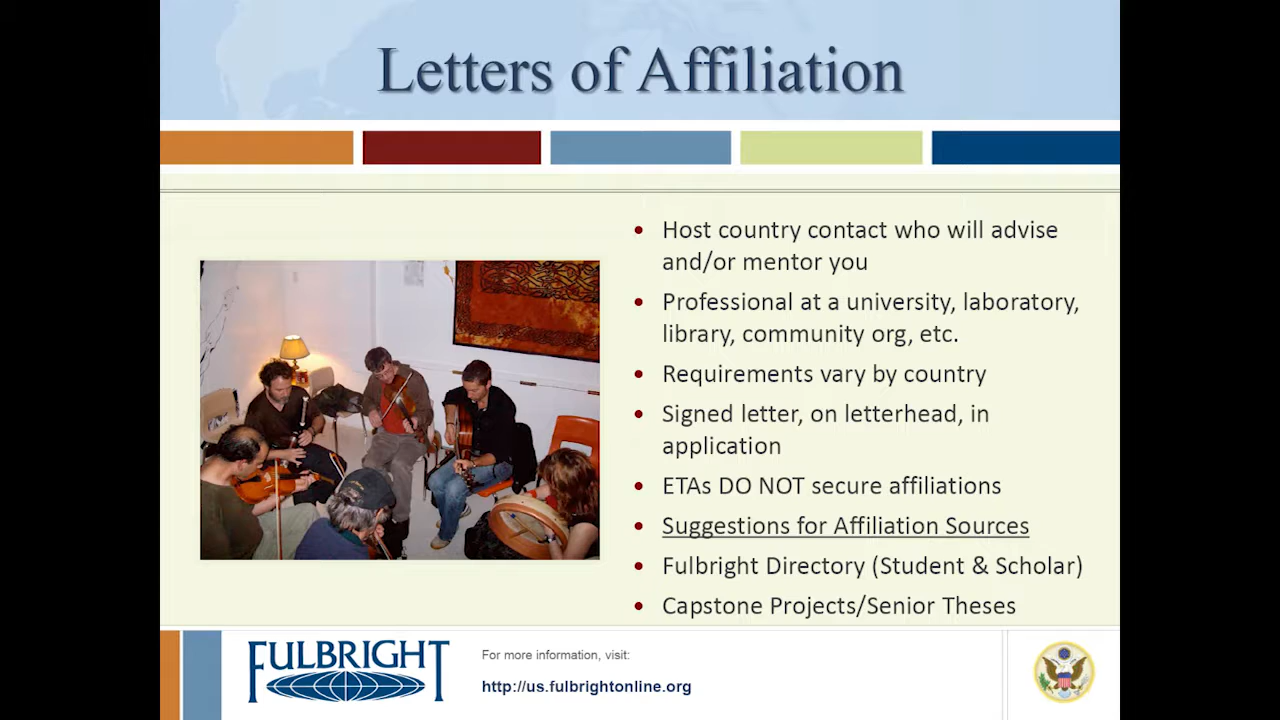 Letters of Affiliation
• Host country contact who will advise
and/or mentor you
• Professional at a university, laboratory,
library, community org, etc.
• Requirements vary by country
• Signed letter, on letterhead, in
application
• ETAs DO NOT secure affiliations
• Suggestions for Affiliation Sources
• Fulbright Directory (Student & Scholar)
• Capstone Projects/Senior Theses
FULBRIGHT
For more information, visit:
http://us.fulbrightonline.org